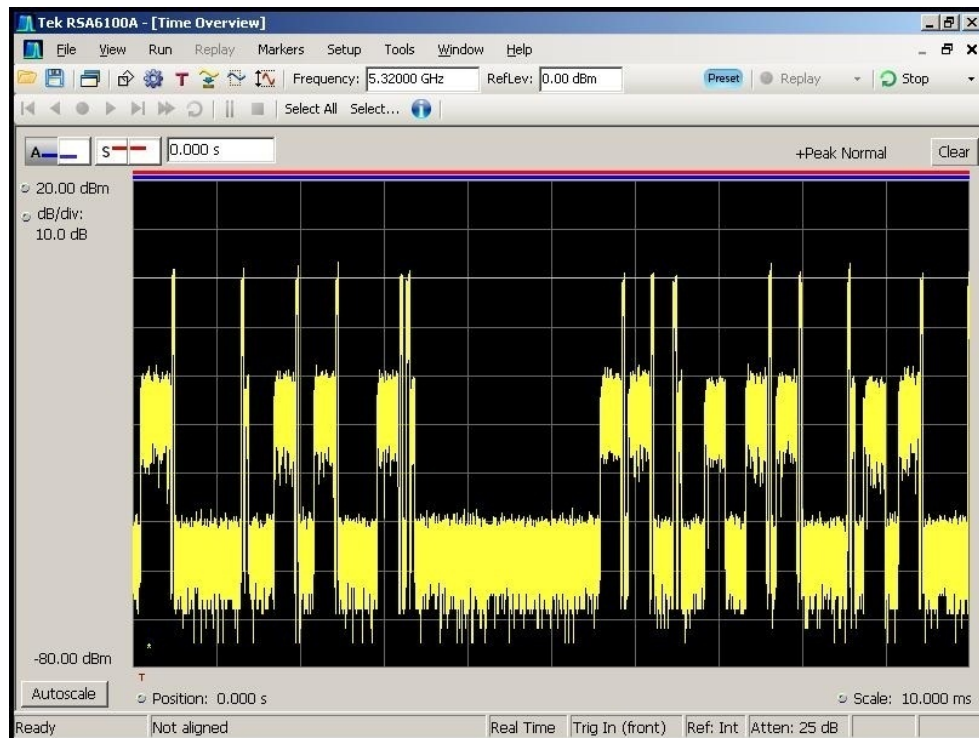 Tek RSA6100A - [Time Overview]
File View Run Replay Markers Setup Tools Window Help
T Frequency: 5.32000 GHz RefLev: 0.00 dBm Preset Replay Stop
Select All Select...
A S 0.000 s +Peak Normal Clear
20.00 dBm
dB/div:
10.0 dB
-80.00 dBm
T
Autoscale Position: 0.000 s Scale: 10.000 ms
Ready Not aligned Real Time Trig In (front) Ref: Int Atten: 25 dB